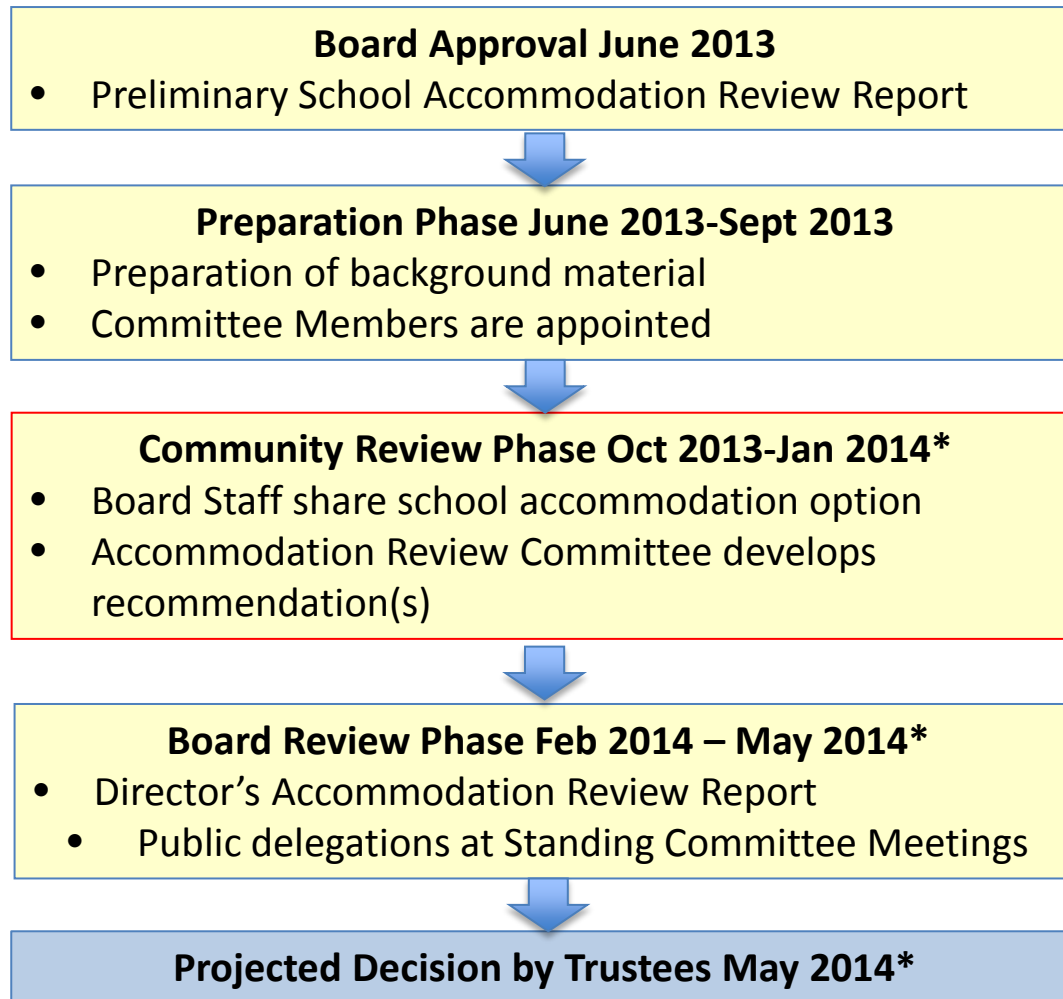 Board Approval June 2013
• Preliminary School Accommodation Review Report
Preparation Phase June 2013-Sept 2013
• Preparation of background material
• Committee Members are appointed
Community Review Phase Oct 2013-Jan 2014*
• Board Staff share school accommodation option
• Accommodation Review Committee develops
recommendation(s)
Board Review Phase Feb 2014 – May 2014*
• Director’s Accommodation Review Report
• Public delegations at Standing Committee Meetings
Projected Decision by Trustees May 2014*